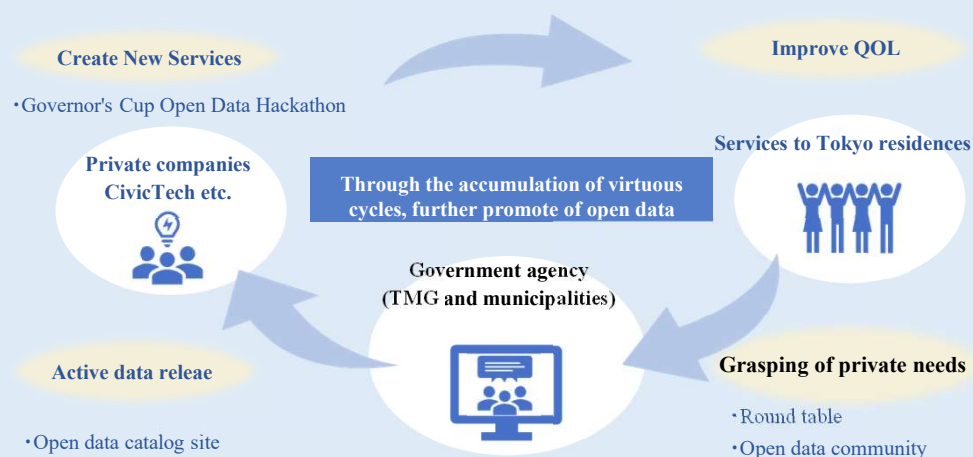 Create New Services
Improve QOL
・Governor's Cup Open Data Hackathon
Private companies
CivicTech etc.
Through the accumulation of virtuous
cycles, further promote of open data
Services to Tokyo residences
Government agency
(TMG and municipalities)
Active data releae
Grasping of private needs
・Open data catalog site
・Round table
・Open data community